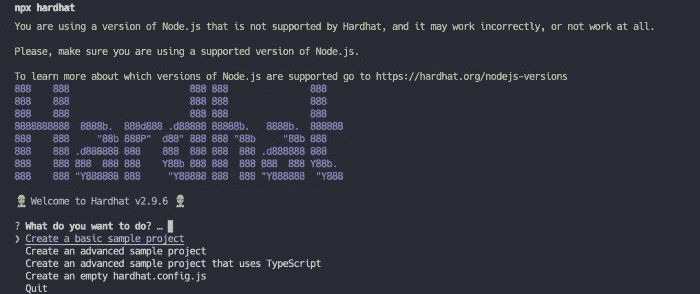 npx hardhat
You are using a version of Node.js that is not supported by Hardhat, and it may work incorrectly, or not work at all.
Please, make sure you are using a supported version of Node.js.
To learn more about which versions of Node.js are supported go to https://hardhat.org/nodejs-versions
888    888                      888 888               888
888    888                      888 888               888
888    888                      888 888               888
8888888888  8888b.  888d888 .d88888 88888b.   8888b.  888888
888    888     "88b 888P"  d88" 888 888 "88b     "88b 888
888    888 .d888888 888    888  888 888  888 .d888888 888
888    888 888  888 888    Y88b 888 888  888 888  888 Y88b.
888    888 "Y888888 888     "Y88888 888  888 "Y888888  "Y888
Welcome to Hardhat v2.9.6
? What do you want to do? …
❯ Create a basic sample project
Create an advanced sample project
Create an advanced sample project that uses TypeScript
Create an empty hardhat.config.js
Quit